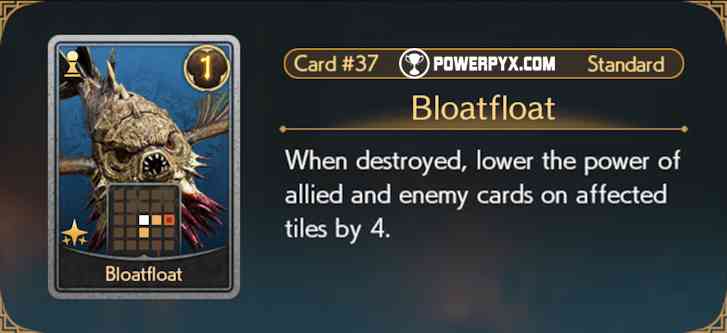 1
Bloatfloat
Card #37 POWERPYX.COM Standard
Bloatfloat
When destroyed, lower the power of
allied and enemy cards on affected
tiles by 4.